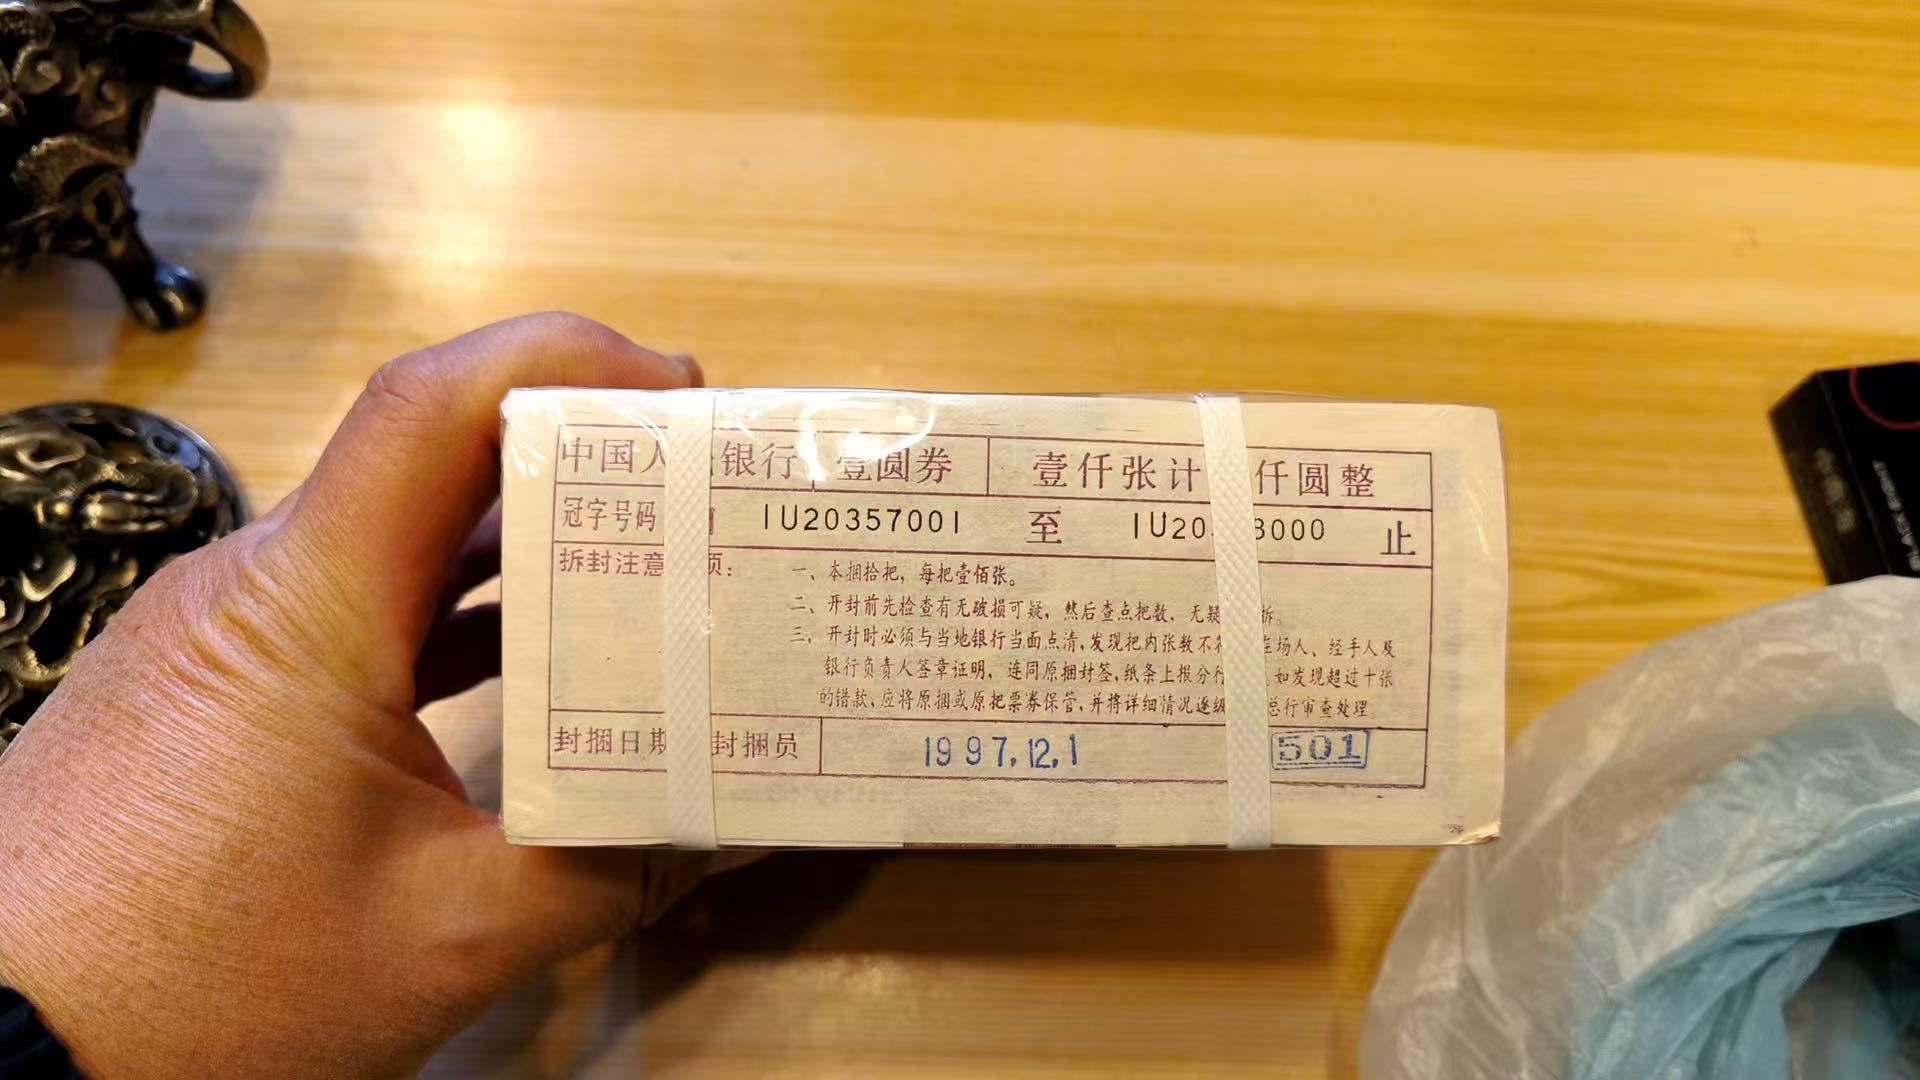 中国人 银行 壹圆券 壹仟张计 仟圆整
冠字号码 IU20357001 至 IU20 3000 止
拆封注意 项：
一、本捆拾把，每把壹佰张。
二、开封前先检查有无破损可疑，然后查点把数，无疑 拆。
三、开封时必须与当地银行当面点清，发现把内张数不符 在场人、经手人及
银行负责人签章证明，连同原捆封签，纸条上报分行 如发现超过十张
的错款，应将原捆或原把票券保管，并将详细情况逐级 总行审查处理
封捆日期 封捆员 1997.12.1 501